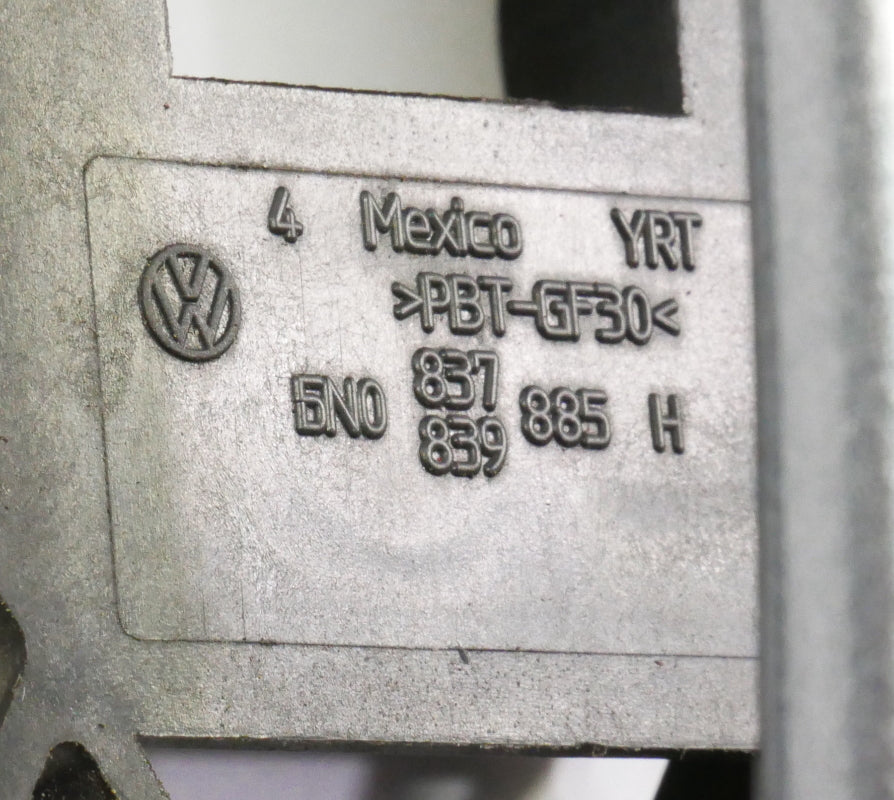 4 Mexico YRT
>PBT-GF30<
837
5N0 885 H
839